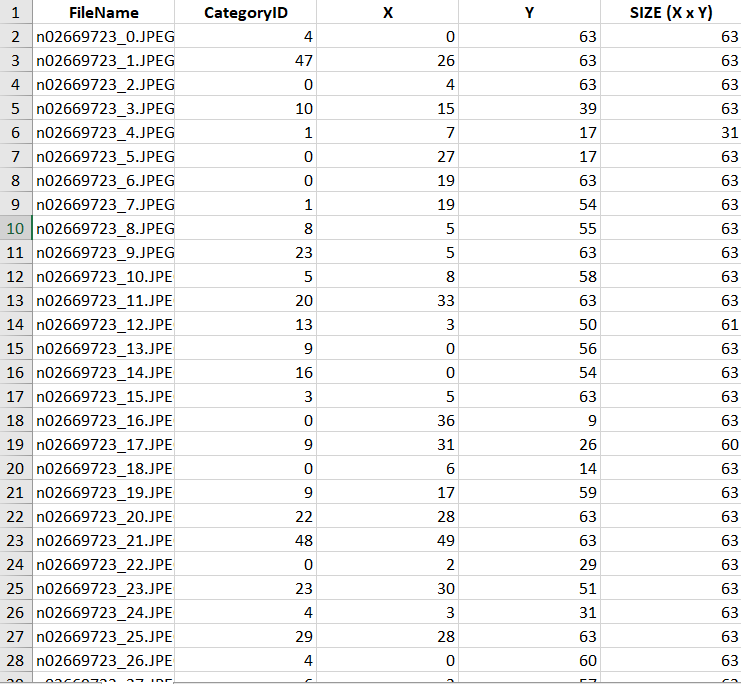 1 FileName CategoryID X Y SIZE (X x Y)
2 n02669723_0.JPEG 4 0 63 63
3 n02669723_1.JPEG 47 26 63 63
4 n02669723_2.JPEG 0 4 63 63
5 n02669723_3.JPEG 10 15 39 63
6 n02669723_4.JPEG 1 7 17 31
7 n02669723_5.JPEG 0 27 17 63
8 n02669723_6.JPEG 0 19 63 63
9 n02669723_7.JPEG 1 19 54 63
10 n02669723_8.JPEG 8 5 55 63
11 n02669723_9.JPEG 23 5 63 63
12 n02669723_10.JPE 5 8 58 63
13 n02669723_11.JPE 20 33 63 63
14 n02669723_12.JPE 13 3 50 61
15 n02669723_13.JPE 9 0 56 63
16 n02669723_14.JPE 16 0 54 63
17 n02669723_15.JPE 3 5 63 63
18 n02669723_16.JPE 0 36 9 63
19 n02669723_17.JPE 9 31 26 60
20 n02669723_18.JPE 0 6 14 63
21 n02669723_19.JPE 9 17 59 63
22 n02669723_20.JPE 22 28 63 63
23 n02669723_21.JPE 48 49 63 63
24 n02669723_22.JPE 0 2 29 63
25 n02669723_23.JPE 23 30 51 63
26 n02669723_24.JPE 4 3 31 63
27 n02669723_25.JPE 29 28 63 63
28 n02669723_26.JPE 4 0 60 63